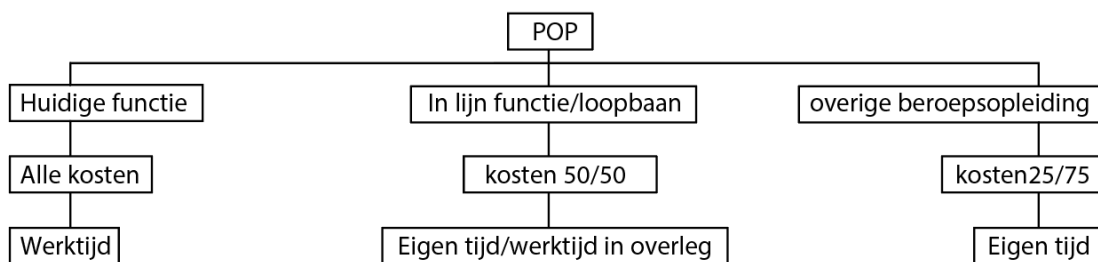 POP
Huidige functie
In lijn functie/loopbaan
overige beroepsopleiding
Alle kosten
kosten 50/50
kosten25/75
Werktijd
Eigen tijd/werktijd in overleg
Eigen tijd